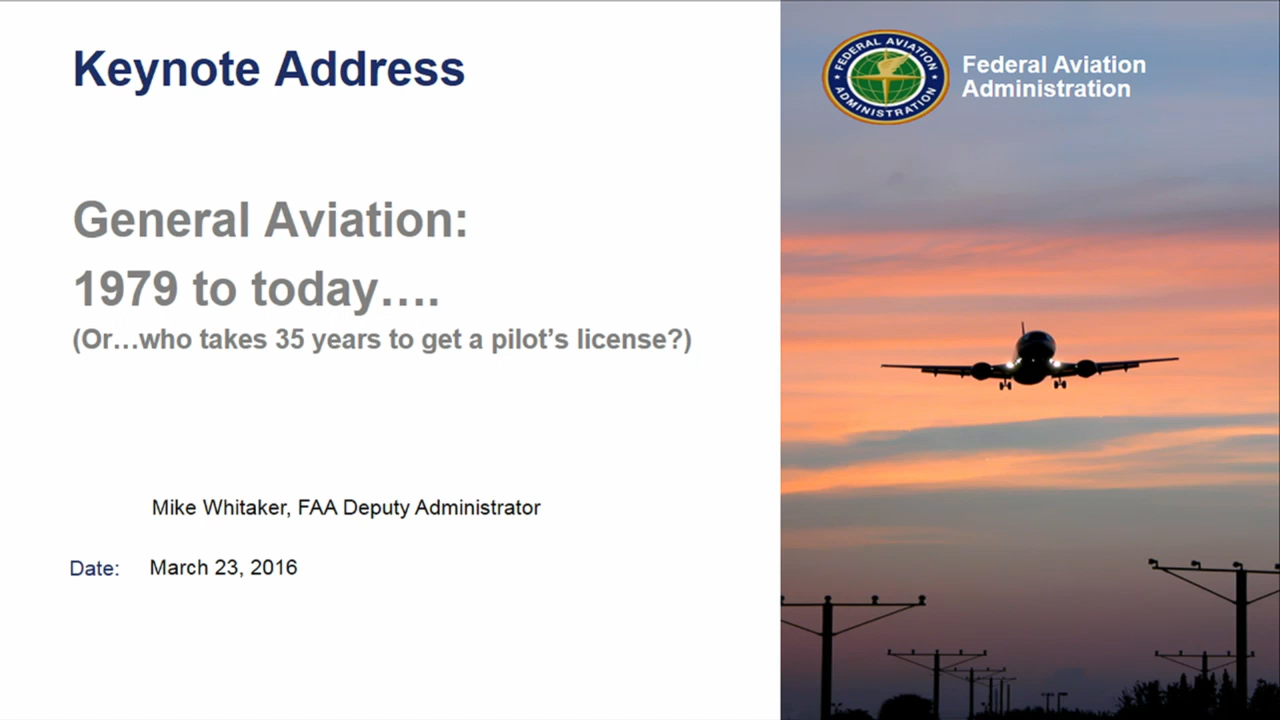 Keynote Address
General Aviation:
1979 to today….
(Or…who takes 35 years to get a pilot’s license?)
Mike Whitaker, FAA Deputy Administrator
Date: March 23, 2016
FEDERAL AVIATION
ADMINISTRATION
Federal Aviation
Administration